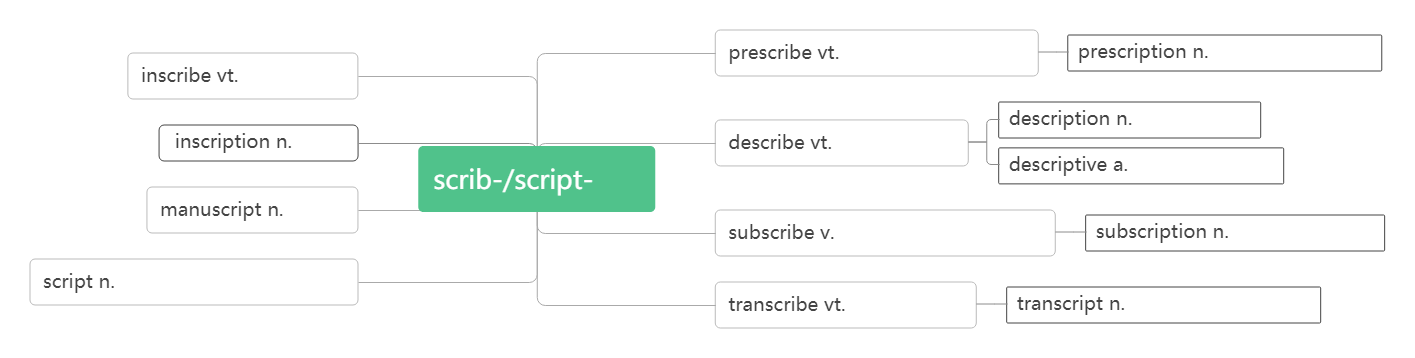 inscribe vt.
inscription n.
manuscript n.
script n.
scrib-/script-
prescribe vt.
prescription n.
describe vt.
description n.
descriptive a.
subscribe v.
subscription n.
transcribe vt.
transcript n.